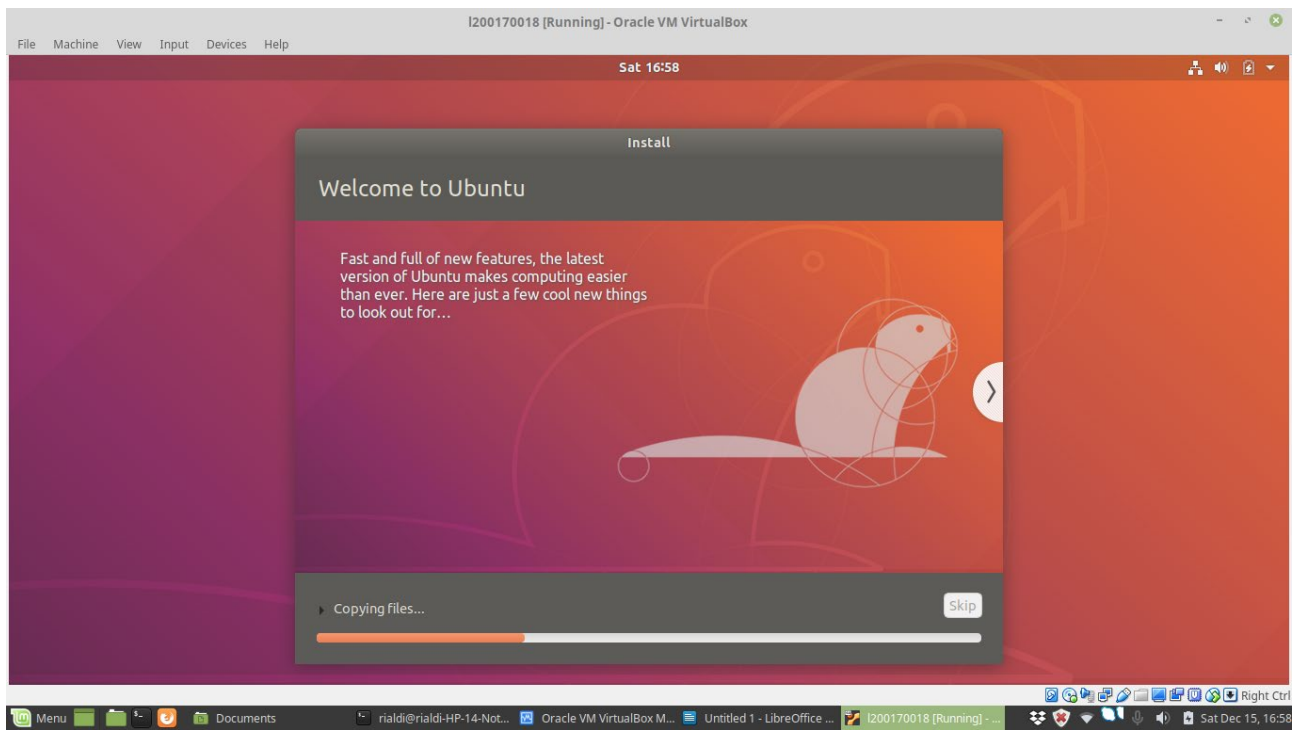 l200170018 [Running] - Oracle VM VirtualBox
File Machine View Input Devices Help
Sat 16:58
Install
Welcome to Ubuntu
Fast and full of new features, the latest
version of Ubuntu makes computing easier
than ever. Here are just a few cool new things
to look out for...
Copying files...
Skip
Right Ctrl
Menu
Documents
rialdi@rialdi-HP-14-Not...
Oracle VM VirtualBox M...
Untitled 1 - LibreOffice ...
l200170018 [Running] - ...
Sat Dec 15, 16:58